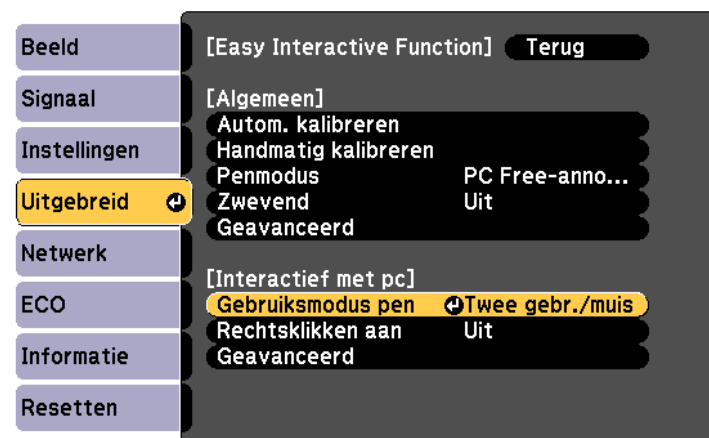 Beeld
Signaal
Instellingen
Uitgebreid
Netwerk
ECO
Informatie
Resetten
[Easy Interactive Function] Terug
[Algemeen]
Autom. kalibreren
Handmatig kalibreren
Penmodus PC Free-anno...
Zwevend Uit
Geavanceerd
[Interactief met pc]
Gebruiksmodus pen Twee gebr./muis
Rechtsklikken aan Uit
Geavanceerd